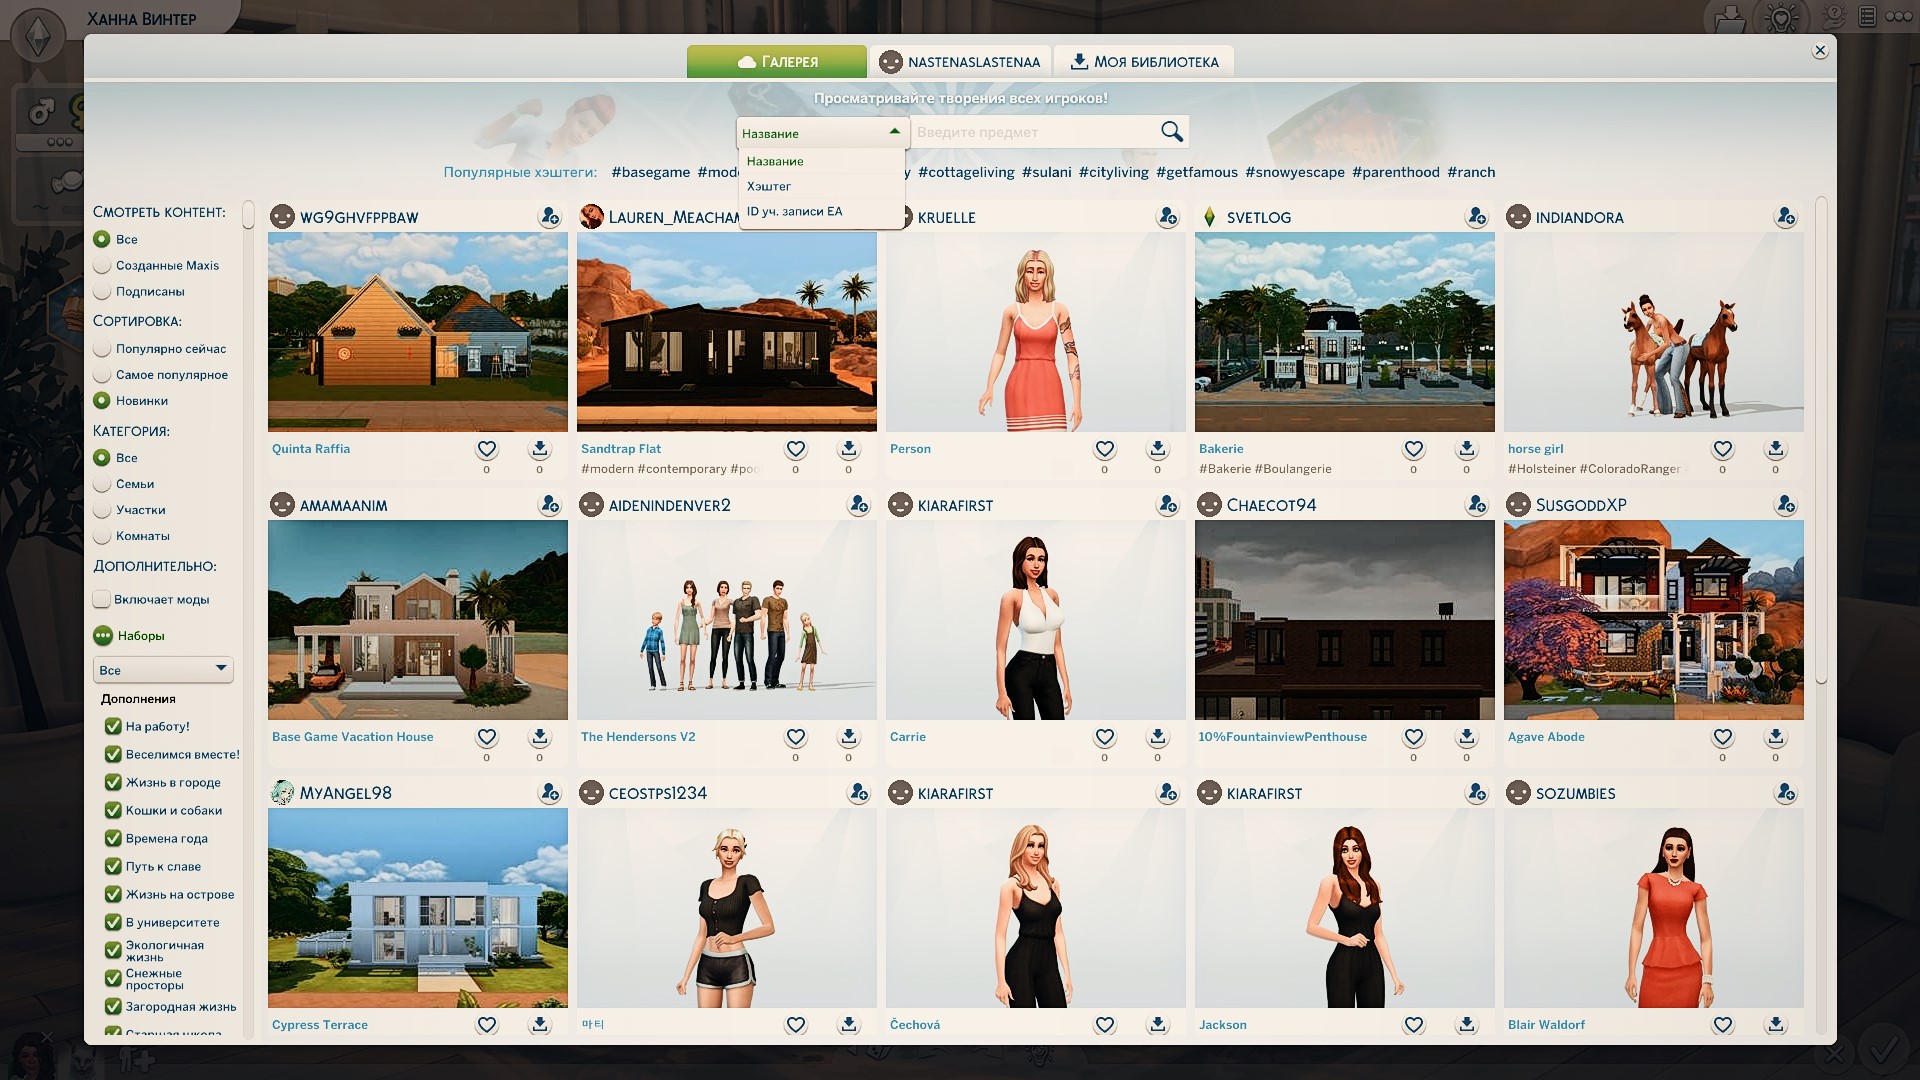 Ханна Винтер
Галерея
NASTENASLASTENAA
Моя библиотека
Просматривайте творения всех игроков!
Название
Введите предмет
Название
Хэштег
ID уч. записи EA
Популярные хэштеги: #basegame #mod #cottageliving #sulani #cityliving #getfamous #snowyescape #parenthood #ranch
Смотреть контент:
Все
Созданные Maxis
Подписаны
Сортировка:
Популярно сейчас
Самое популярное
Новинки
Категория:
Все
Семьи
Участки
Комнаты
Дополнительно:
Включает моды
Наборы
Все
Дополнения
На работу!
Веселимся вместе!
Жизнь в городе
Кошки и собаки
Времена года
Путь к славе
Жизнь на острове
В университете
Экологичная
жизнь
Снежные
просторы
Загородная жизнь
Старшая школа
WG9GHVFPPBAW
Quinta Raffia
0 0
Lauren_Meacham
Sandtrap Flat
#modern #contemporary #poo
0 0
KRUELLE
Person
0 0
SVETLOG
Bakerie
#Bakerie #Boulangerie
0 0
INDIANDORA
horse girl
#Holsteiner #ColoradoRanger
0 0
AMAMAANIM
Base Game Vacation House
0 0
AIDENINDENVER2
The Hendersons V2
0 0
KIARAFIRST
Carrie
0 0
Chaecot94
10%FountainviewPenthouse
0 0
SusgoddXP
Agave Abode
0 0
MyAngel98
Cypress Terrace
CEOSTPS1234
마티
KIARAFIRST
Čechová
KIARAFIRST
Jackson
SOZUMBIES
Blair Waldorf